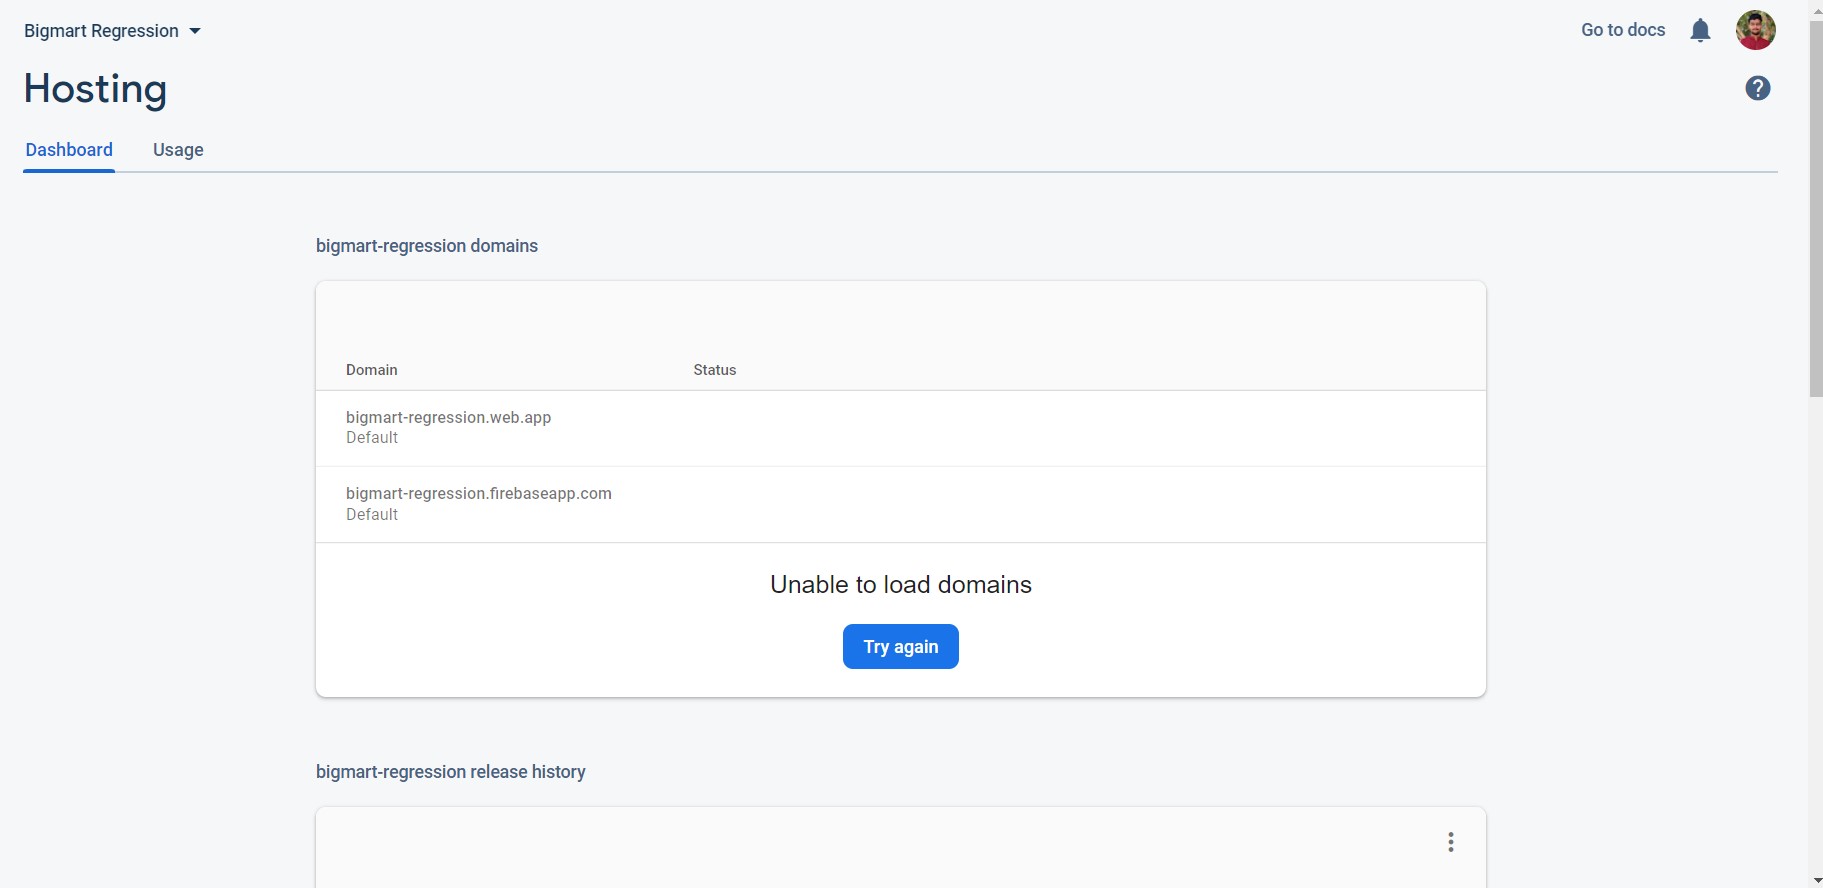 Bigmart Regression
Go to docs
Hosting
Dashboard Usage
bigmart-regression domains
Domain Status
bigmart-regression.web.app
Default
bigmart-regression.firebaseapp.com
Default
Unable to load domains
Try again
bigmart-regression release history